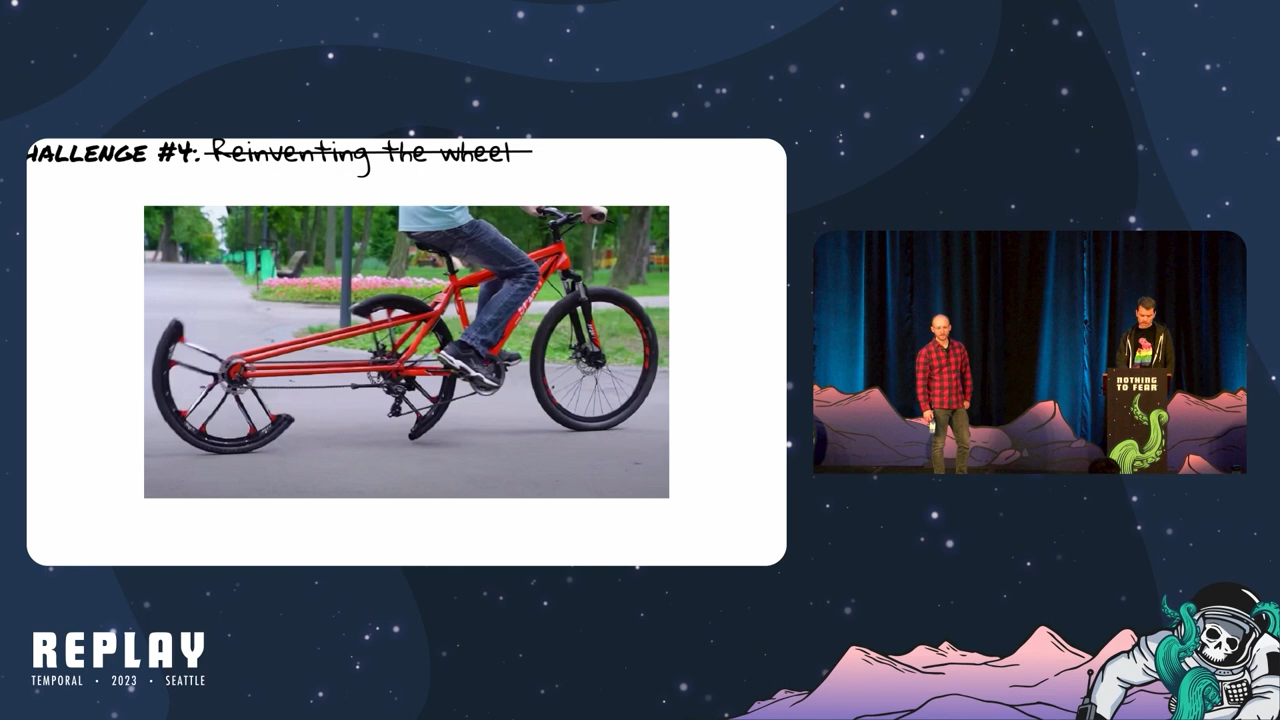 HALLENGE #4: Reinventing the wheel
NOTHING
TO FEAR
REPLAY
TEMPORAL • 2023 • SEATTLE